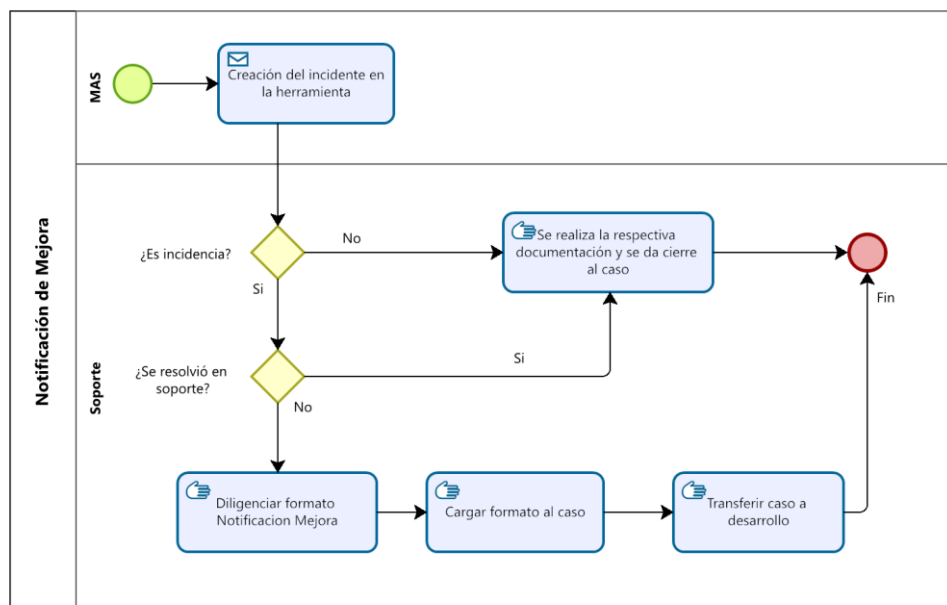 Notificación de Mejora
MAS
Creación del incidente en
la herramienta
Soporte
¿Es incidencia?
No
Si
Se realiza la respectiva
documentación y se da cierre
al caso
Fin
¿Se resolvió en
soporte?
Si
No
Diligenciar formato
Notificacion Mejora
Cargar formato al caso
Transferir caso a
desarrollo